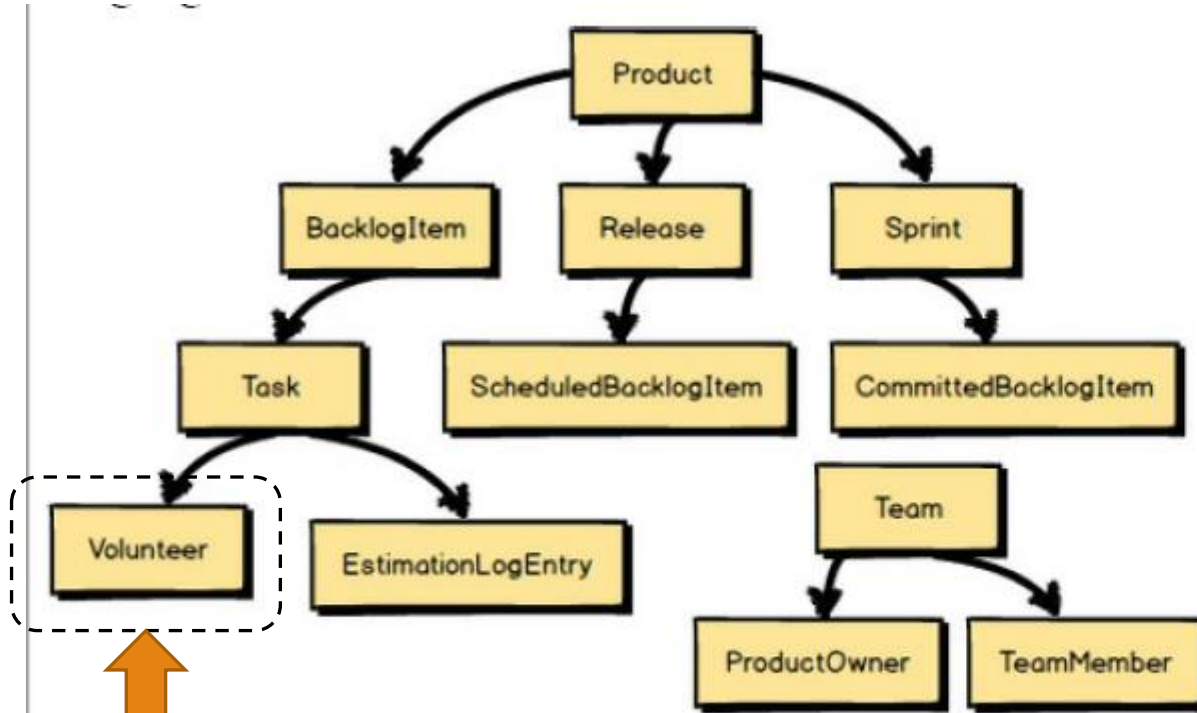 Product
BacklogItem
Release
Sprint
Task
ScheduledBacklogItem
CommittedBacklogItem
Volunteer
EstimationLogEntry
Team
ProductOwner
TeamMember